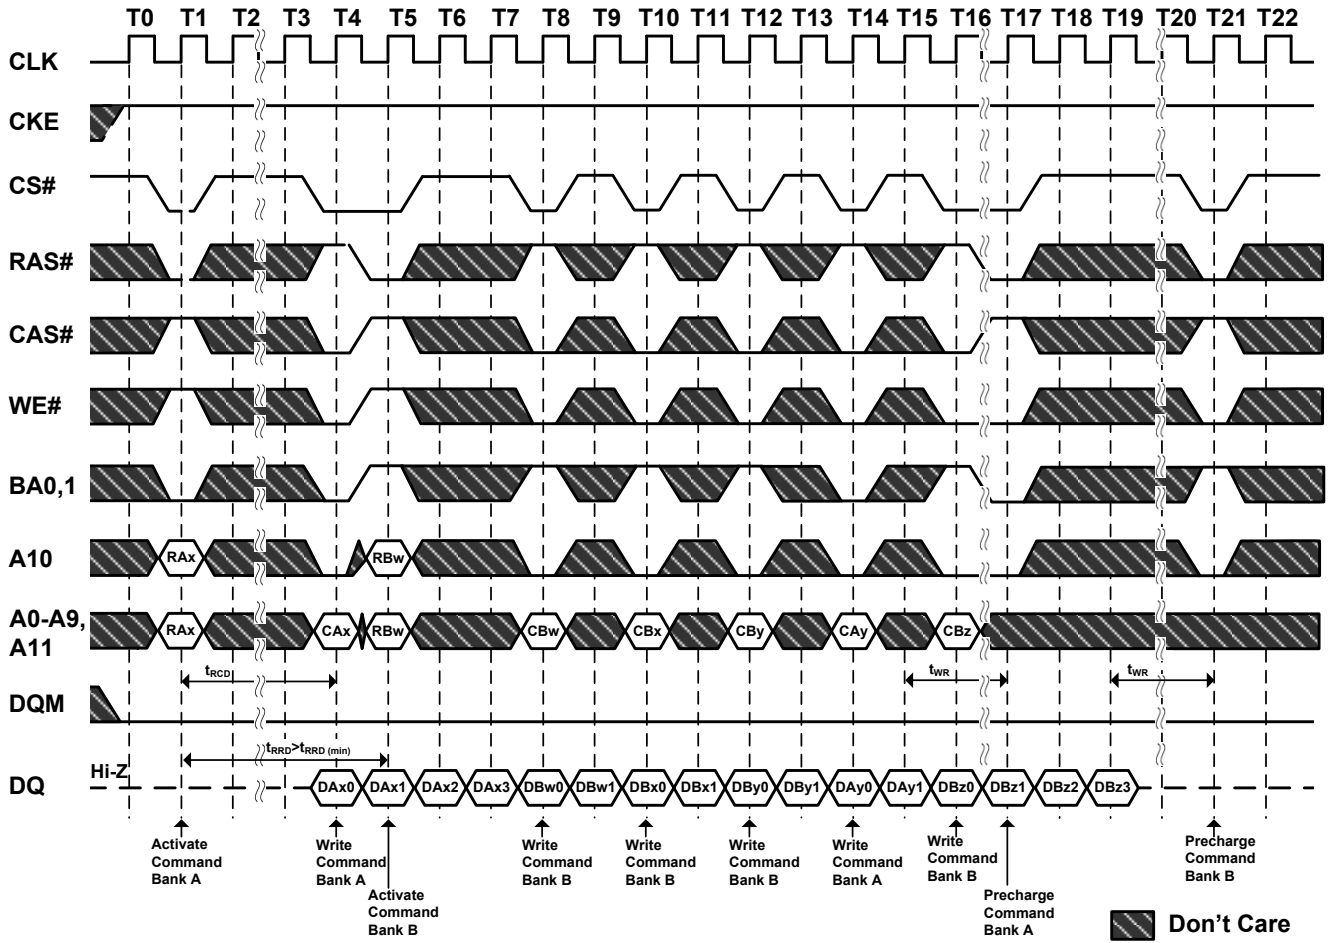 T0 T1 T2 T3 T4 T5 T6 T7 T8 T9 T10 T11 T12 T13 T14 T15 T16 T17 T18 T19 T20 T21 T22
CLK
CKE
CS#
RAS#
CAS#
WE#
BA0,1
A10
RAx RBw
A0-A9,
A11
RAx CAx RBw CBw CBx CBy CAy CBz
tRCD tWR tWR
DQM
tRRD>tRRD (min)
Hi-Z
DQ
DAx0 DAx1 DAx2 DAx3 DBw0 DBw1 DBx0 DBx1 DBy0 DBy1 DAy0 DAy1 DBz0 DBz1 DBz2 DBz3
Activate
Command
Bank A
Write
Command
Bank A
Activate
Command
Bank B
Write
Command
Bank B
Write
Command
Bank B
Write
Command
Bank B
Write
Command
Bank A
Write
Command
Bank B
Precharge
Command
Bank A
Precharge
Command
Bank B
Don't Care